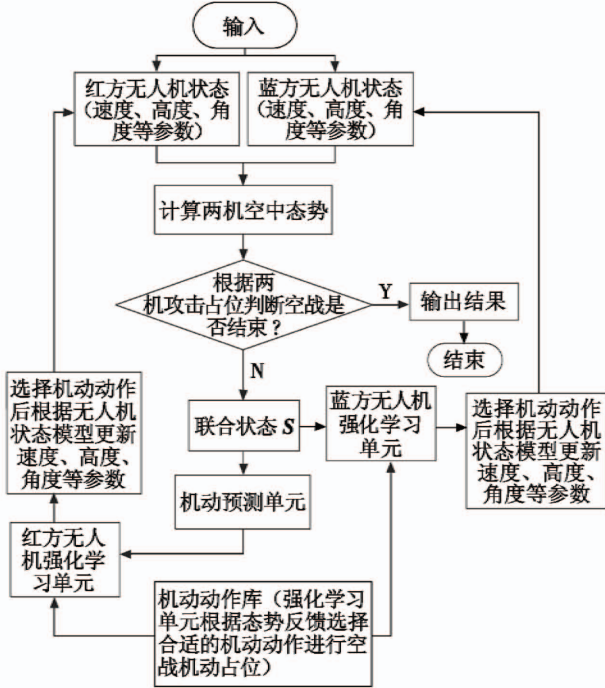 输入
红方无人机状态
（速度、高度、角
度等参数）
蓝方无人机状态
（速度、高度、角
度等参数）
计算两机空中态势
根据两
机攻击占位判断空战是
否结束？
Y
输出结果
结束
N
联合状态 S
蓝方无人机
强化学习
单元
选择机动动作
后根据无人机
状态模型更新
速度、高度、
角度等参数
选择机动动作
后根据无人机
状态模型更新
速度、高度、
角度等参数
机动预测单元
红方无人
机强化学
习单元
机动动作库（强化学习
单元根据态势反馈选择
合适的机动动作进行空
战机动占位）